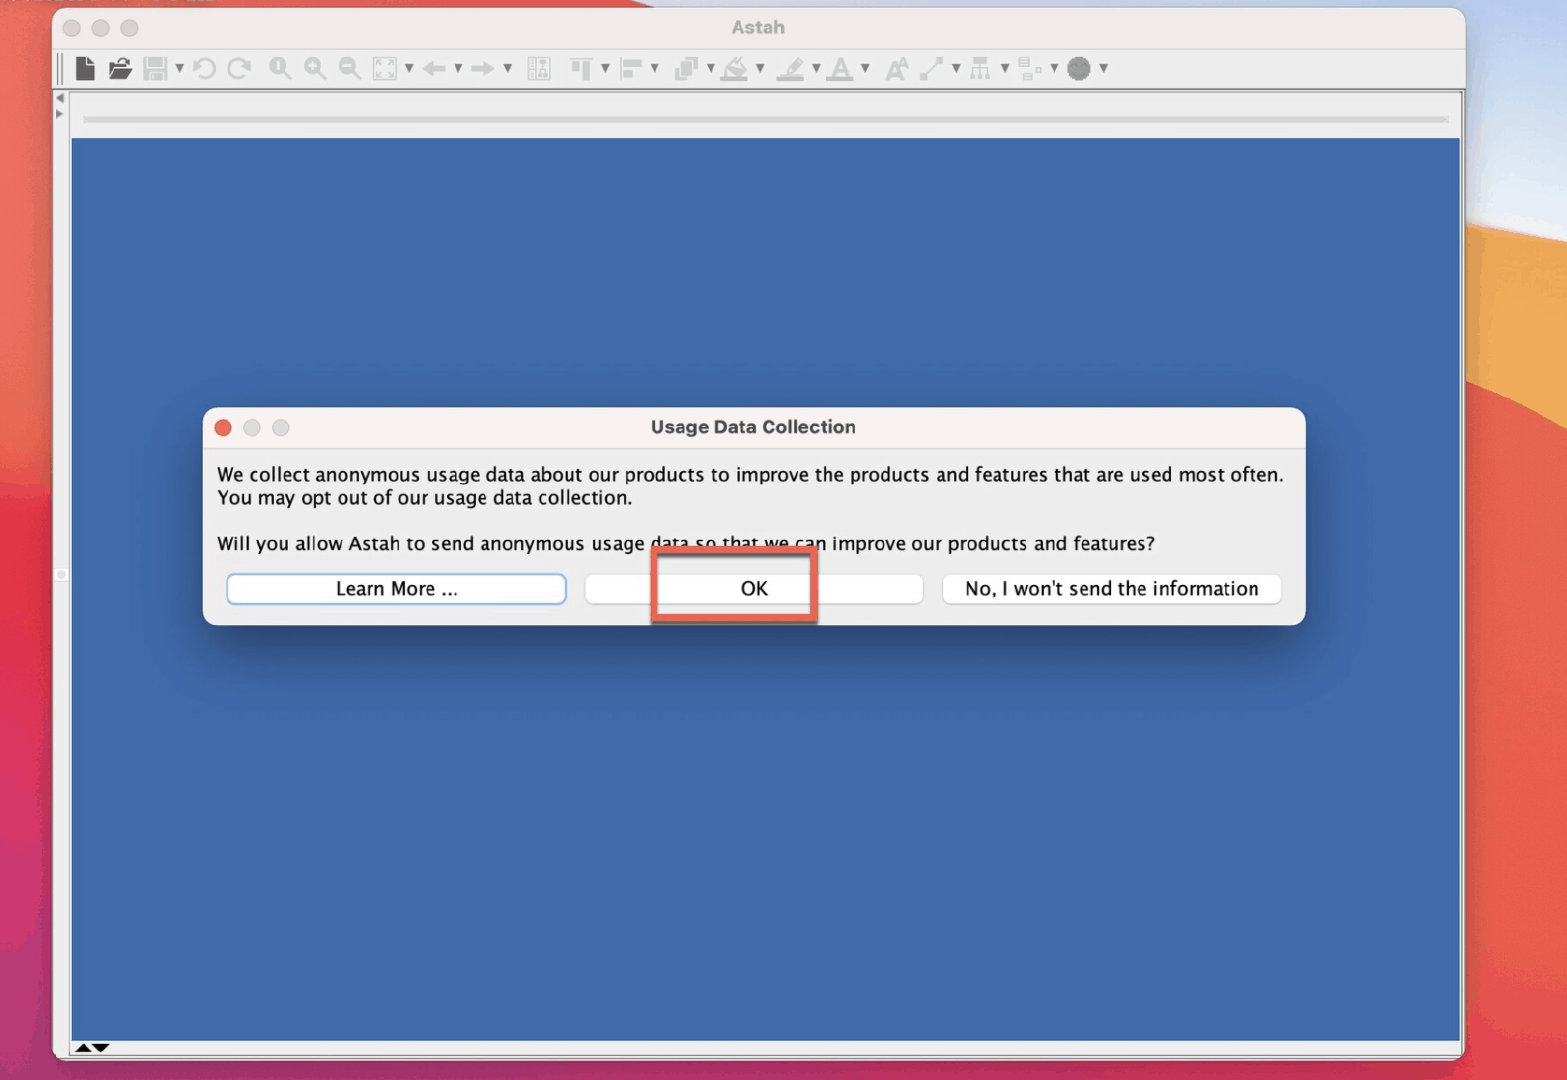 Astah
Usage Data Collection
We collect anonymous usage data about our products to improve the products and features that are used most often.
You may opt out of our usage data collection.
Will you allow Astah to send anonymous usage data so that we can improve our products and features?
Learn More ...
OK
No, I won't send the information